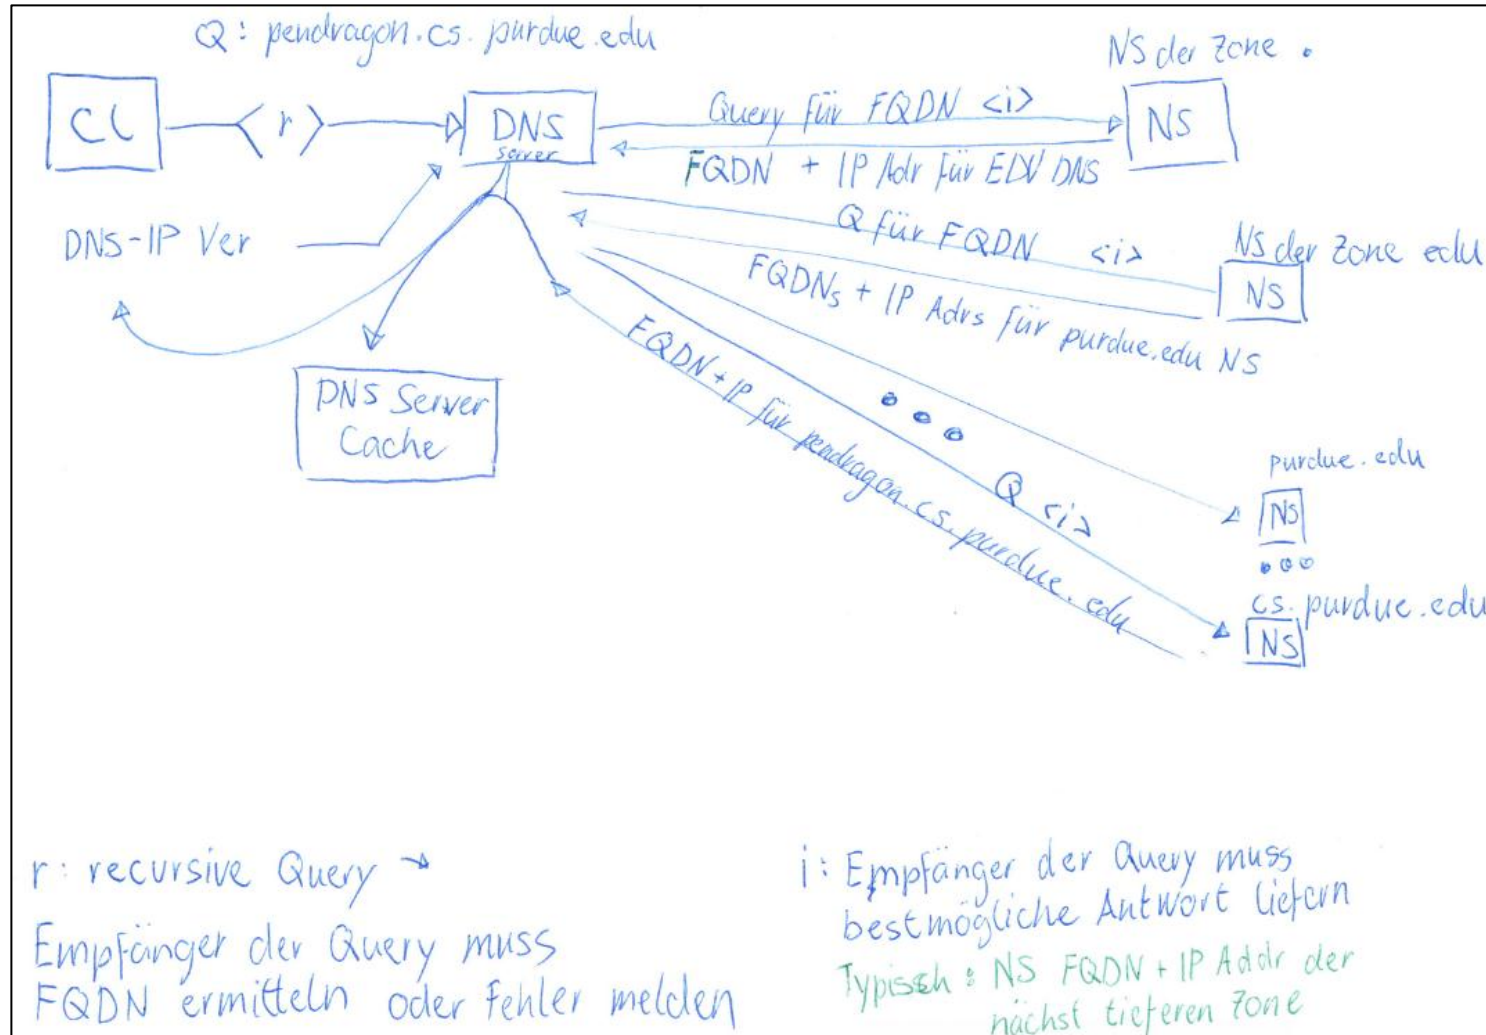 Q: pendragon.cs.purdue.edu
NS der Zone .
CL
< r >
DNS
Server
Query für FQDN <i>
NS
FQDN + IP Adr für EDV DNS
DNS-IP Ver
Q für FQDN <i>
NS der Zone edu
NS
FQDNs + IP Adrs für purdue.edu NS
FQDN + IP für pendragon.cs.purdue.edu
DNS Server
Cache
Q <i>
purdue.edu
NS
cs.purdue.edu
NS
r: recursive Query →
Empfänger der Query muss
FQDN ermitteln oder Fehler melden
i: Empfänger der Query muss
bestmögliche Antwort liefern
Typisch: NS FQDN + IP Addr der
nächst tieferen Zone